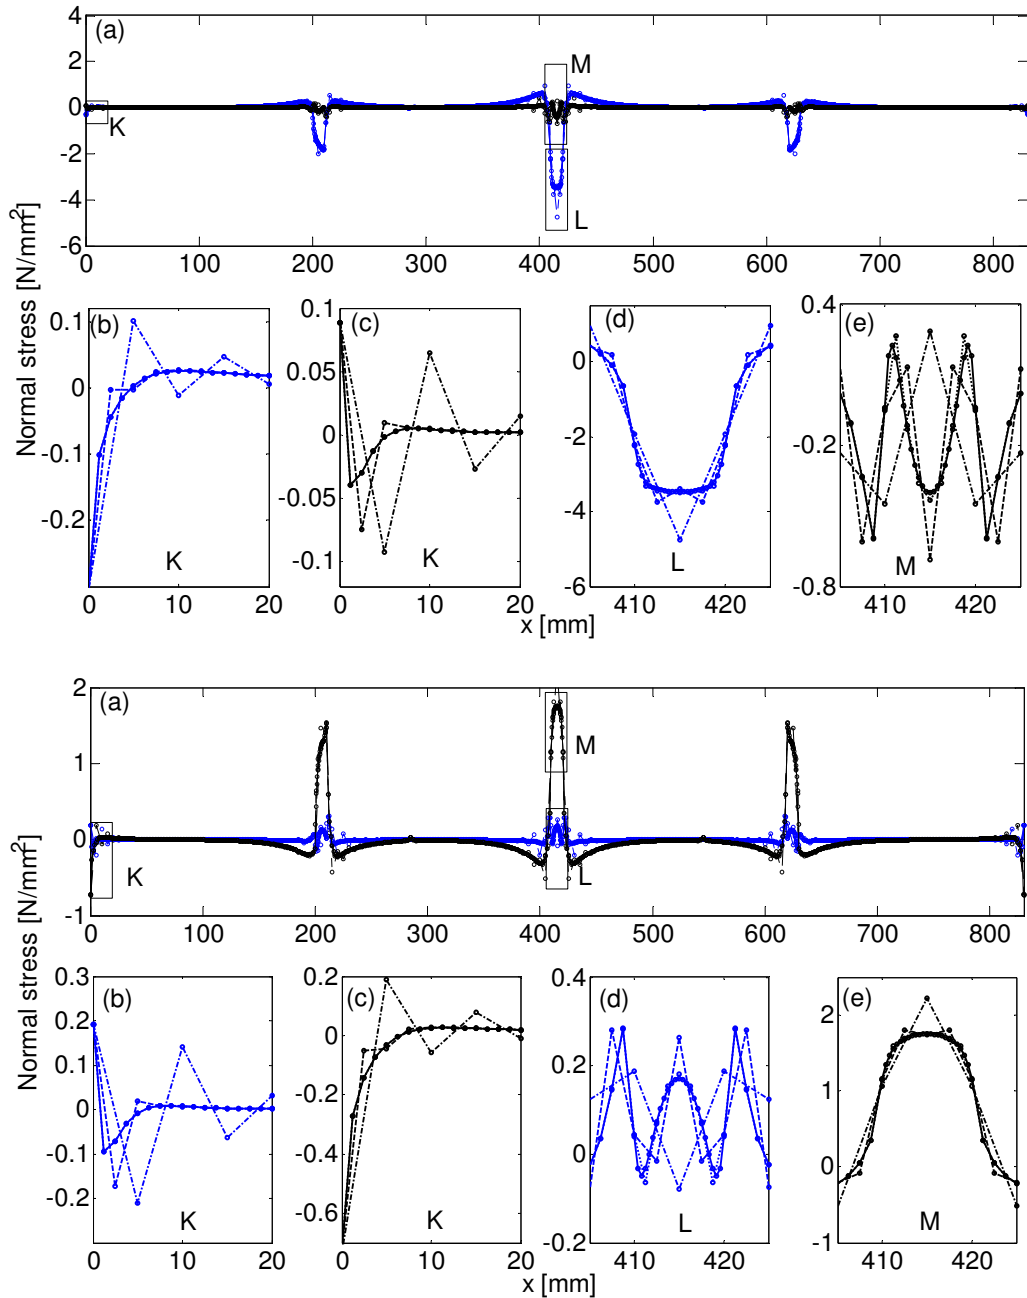 (a)
4
2
0
-2
-4
-6
M
K
L
0 100 200 300 400 500 600 700 800
Normal stress [N/mm²]
(b)
0.1
0
-0.1
-0.2
K
0 10 20
(c)
0.1
0.05
0
-0.05
-0.1
K
0 10 20
(d)
0
-2
-4
-6
L
410 420
(e)
0.4
-0.2
-0.8
M
410 420
x [mm]
(a)
2
1
0
-1
M
K
L
0 100 200 300 400 500 600 700 800
Normal stress [N/mm²]
(b)
0.3
0.2
0.1
0
-0.1
-0.2
K
0 10 20
(c)
0.2
0
-0.2
-0.4
-0.6
K
0 10 20
(d)
0.4
0.2
0
0.2
L
410 420
(e)
2
1
0
-1
M
410 420
x [mm]